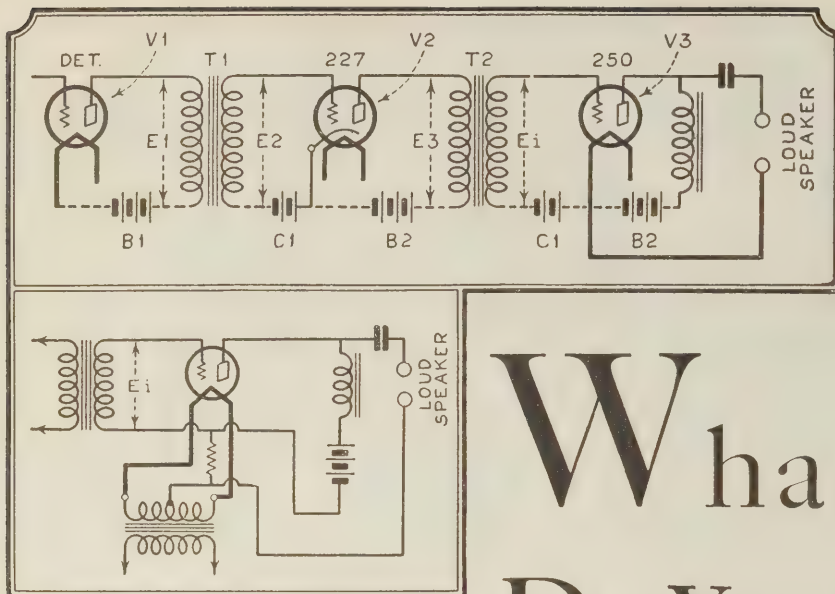 DET. V1 T1 227 V2 T2 250 V3
E1 E2 E3 Ei
LOUD SPEAKER
B1 C1 B2 C1 B2
Ei
LOUD SPEAKER
Wha